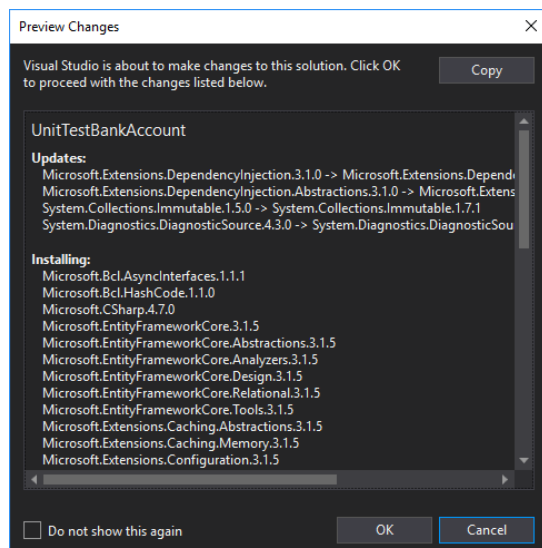 Preview Changes
Visual Studio is about to make changes to this solution. Click OK
to proceed with the changes listed below.
Copy
UnitTestBankAccount
Updates:
Microsoft.Extensions.DependencyInjection.3.1.0 -> Microsoft.Extensions.Depend
Microsoft.Extensions.DependencyInjection.Abstractions.3.1.0 -> Microsoft.Extens
System.Collections.Immutable.1.5.0 -> System.Collections.Immutable.1.7.1
System.Diagnostics.DiagnosticSource.4.3.0 -> System.Diagnostics.DiagnosticSou
Installing:
Microsoft.Bcl.AsyncInterfaces.1.1.1
Microsoft.Bcl.HashCode.1.1.0
Microsoft.CSharp.4.7.0
Microsoft.EntityFrameworkCore.3.1.5
Microsoft.EntityFrameworkCore.Abstractions.3.1.5
Microsoft.EntityFrameworkCore.Analyzers.3.1.5
Microsoft.EntityFrameworkCore.Design.3.1.5
Microsoft.EntityFrameworkCore.Relational.3.1.5
Microsoft.EntityFrameworkCore.Tools.3.1.5
Microsoft.Extensions.Caching.Abstractions.3.1.5
Microsoft.Extensions.Caching.Memory.3.1.5
Microsoft.Extensions.Configuration.3.1.5
Do not show this again
OK
Cancel